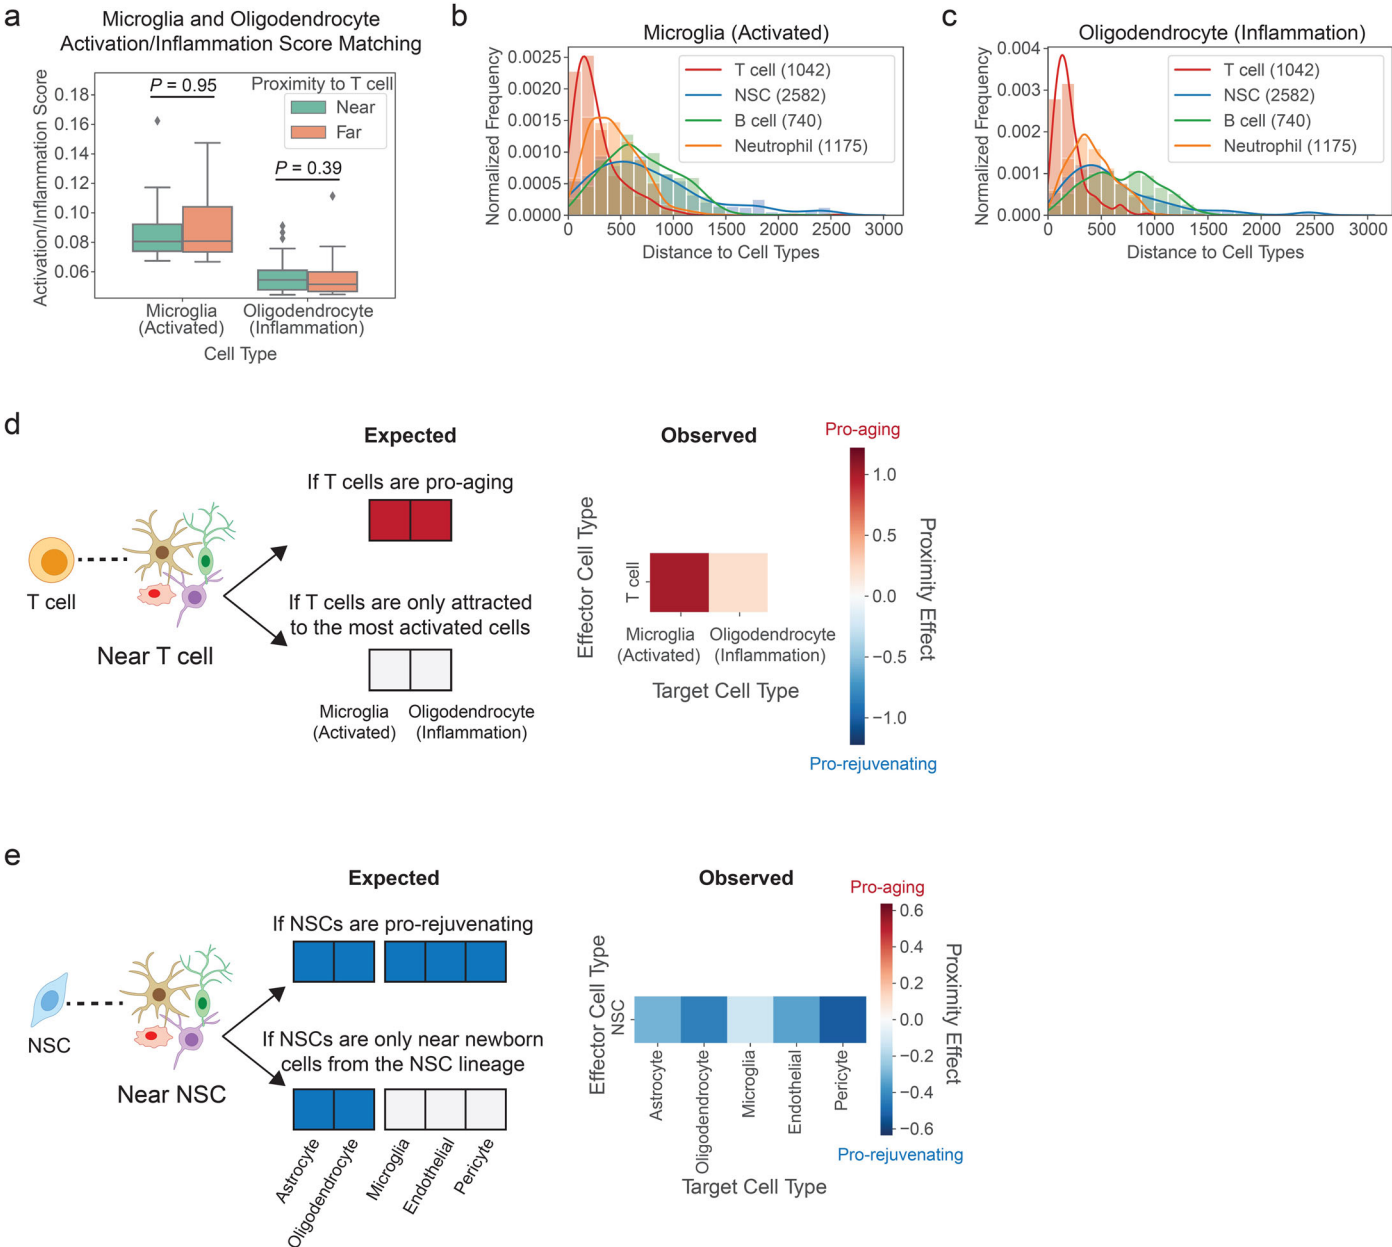 a
Microglia and Oligodendrocyte
Activation/Inflammation Score Matching
Activation/Inflammation Score
0.18
0.16
0.14
0.12
0.10
0.08
0.06
P = 0.95
Proximity to T cell
Near
Far
P = 0.39
Microglia
(Activated)
Oligodendrocyte
(Inflammation)
Cell Type
b
Microglia (Activated)
Normalized Frequency
0.0025
0.0020
0.0015
0.0010
0.0005
0.0000
T cell (1042)
NSC (2582)
B cell (740)
Neutrophil (1175)
0 500 1000 1500 2000 2500 3000
Distance to Cell Types
c
Oligodendrocyte (Inflammation)
Normalized Frequency
0.004
0.003
0.002
0.001
0.000
T cell (1042)
NSC (2582)
B cell (740)
Neutrophil (1175)
0 500 1000 1500 2000 2500 3000
Distance to Cell Types
d
T cell
Near T cell
Expected
If T cells are pro-aging
If T cells are only attracted
to the most activated cells
Microglia
(Activated)
Oligodendrocyte
(Inflammation)
Observed
Effector Cell Type
T cell
Microglia
(Activated)
Oligodendrocyte
(Inflammation)
Target Cell Type
Pro-aging
1.0
0.5
0.0
−0.5
−1.0
Proximity Effect
Pro-rejuvenating
e
NSC
Near NSC
Expected
If NSCs are pro-rejuvenating
If NSCs are only near newborn
cells from the NSC lineage
Astrocyte
Oligodendrocyte
Microglia
Endothelial
Pericyte
Observed
Effector Cell Type
NSC
Astrocyte
Oligodendrocyte
Microglia
Endothelial
Pericyte
Target Cell Type
Pro-aging
0.6
0.4
0.2
0.0
−0.2
−0.4
−0.6
Proximity Effect
Pro-rejuvenating